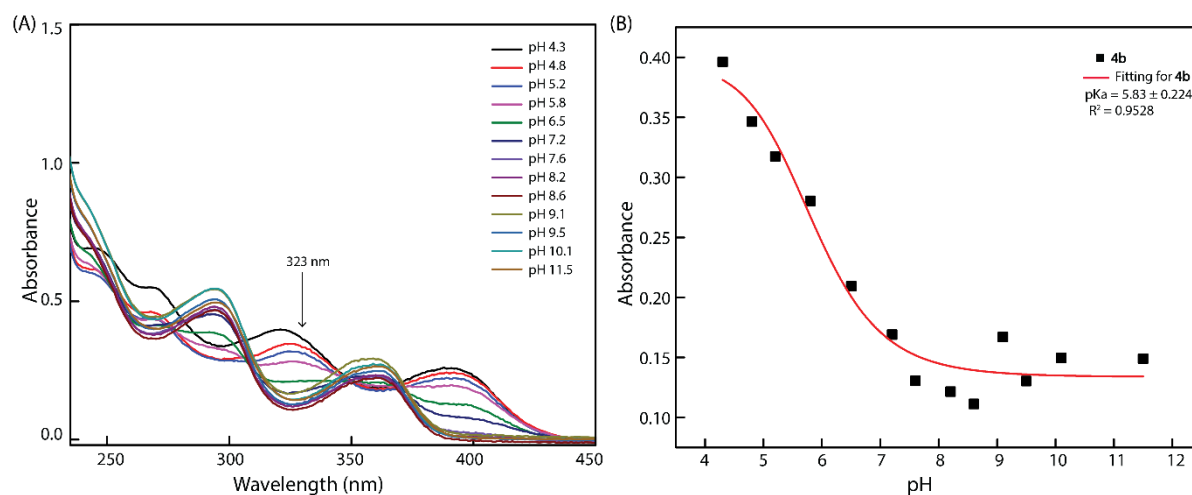 (A)
1.5
1.0
0.5
0.0
Absorbance
250
300
350
400
450
Wavelength (nm)
323 nm
pH 4.3
pH 4.8
pH 5.2
pH 5.8
pH 6.5
pH 7.2
pH 7.6
pH 8.2
pH 8.6
pH 9.1
pH 9.5
pH 10.1
pH 11.5
(B)
0.40
0.35
0.30
0.25
0.20
0.15
0.10
Absorbance
4
5
6
7
8
9
10
11
12
pH
4b
Fitting for 4b
pKa = 5.83 ± 0.224
R² = 0.9528